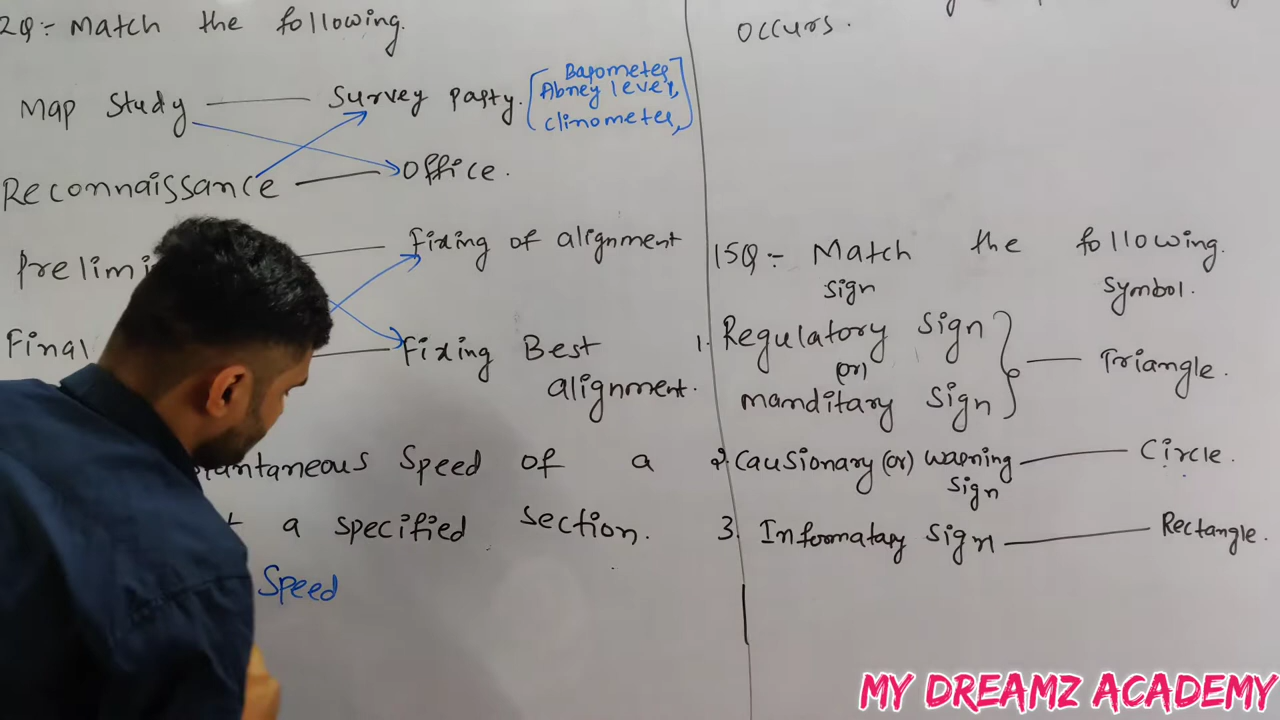 2Q:- Match the following.
Map Study Survey party.
Barometer,
Abney level,
Clinometer,
Reconnaissance Office.
Prelimi Fixing of alignment
Final Fixing Best
alignment.
Speed of a
a specified section.
Speed
occurs.
15Q:- Match the following.
Sign Symbol.
1. Regulatory Sign
(or)
manditary Sign Triangle.
2. Causionary (or) Warning Circle.
Sign
3. Informatary Sign Rectangle.
MY DREAMZ ACADEMY